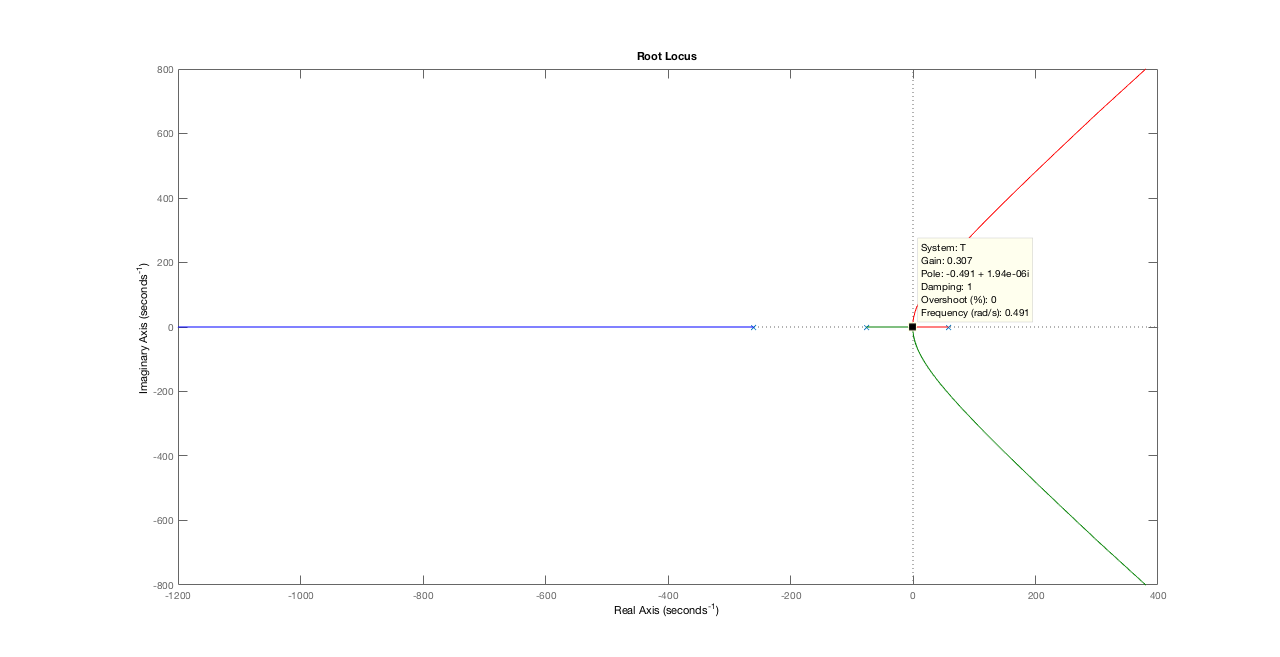 Root Locus
800
600
400
200
0
-200
-400
-600
-800
Imaginary Axis (seconds-1)
System: T
Gain: 0.307
Pole: -0.491 + 1.94e-06i
Damping: 1
Overshoot (%): 0
Frequency (rad/s): 0.491
-1200 -1000 -800 -600 -400 -200 0 200 400
Real Axis (seconds-1)